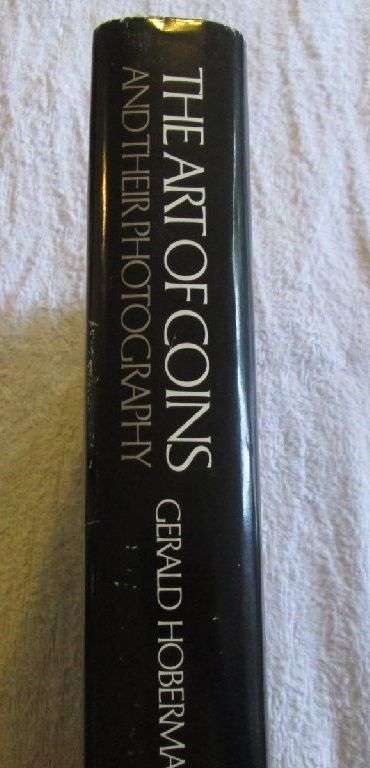 THE ART OF COINS
AND THEIR PHOTOGRAPHY
GERALD HOBERMA